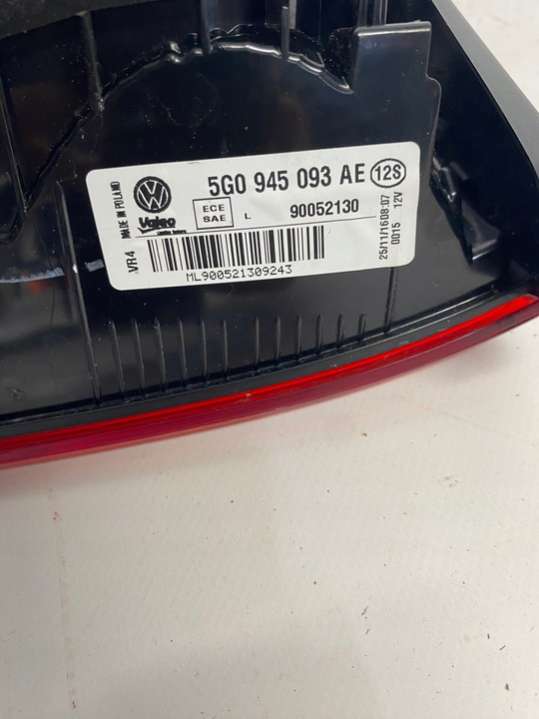 5G0 945 093 AE 12S
MADE IN POLAND
Valeo
ECE
SAE
L
90052130
.VR4
ML900521309243
25/11/16 08:07
0015 12V